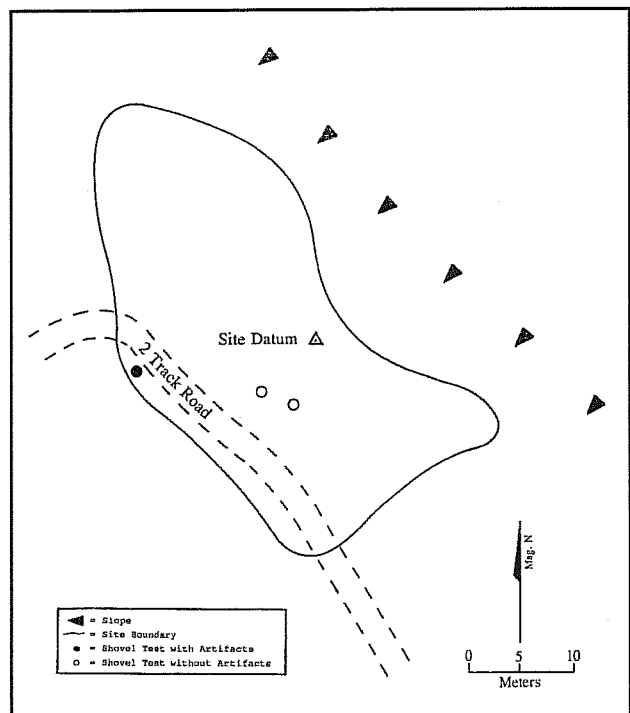 Site Datum
2 Track Road
Mag. N
= Slope
= Site Boundary
= Shovel Test with Artifacts
= Shovel Test without Artifacts
0 5 10
Meters